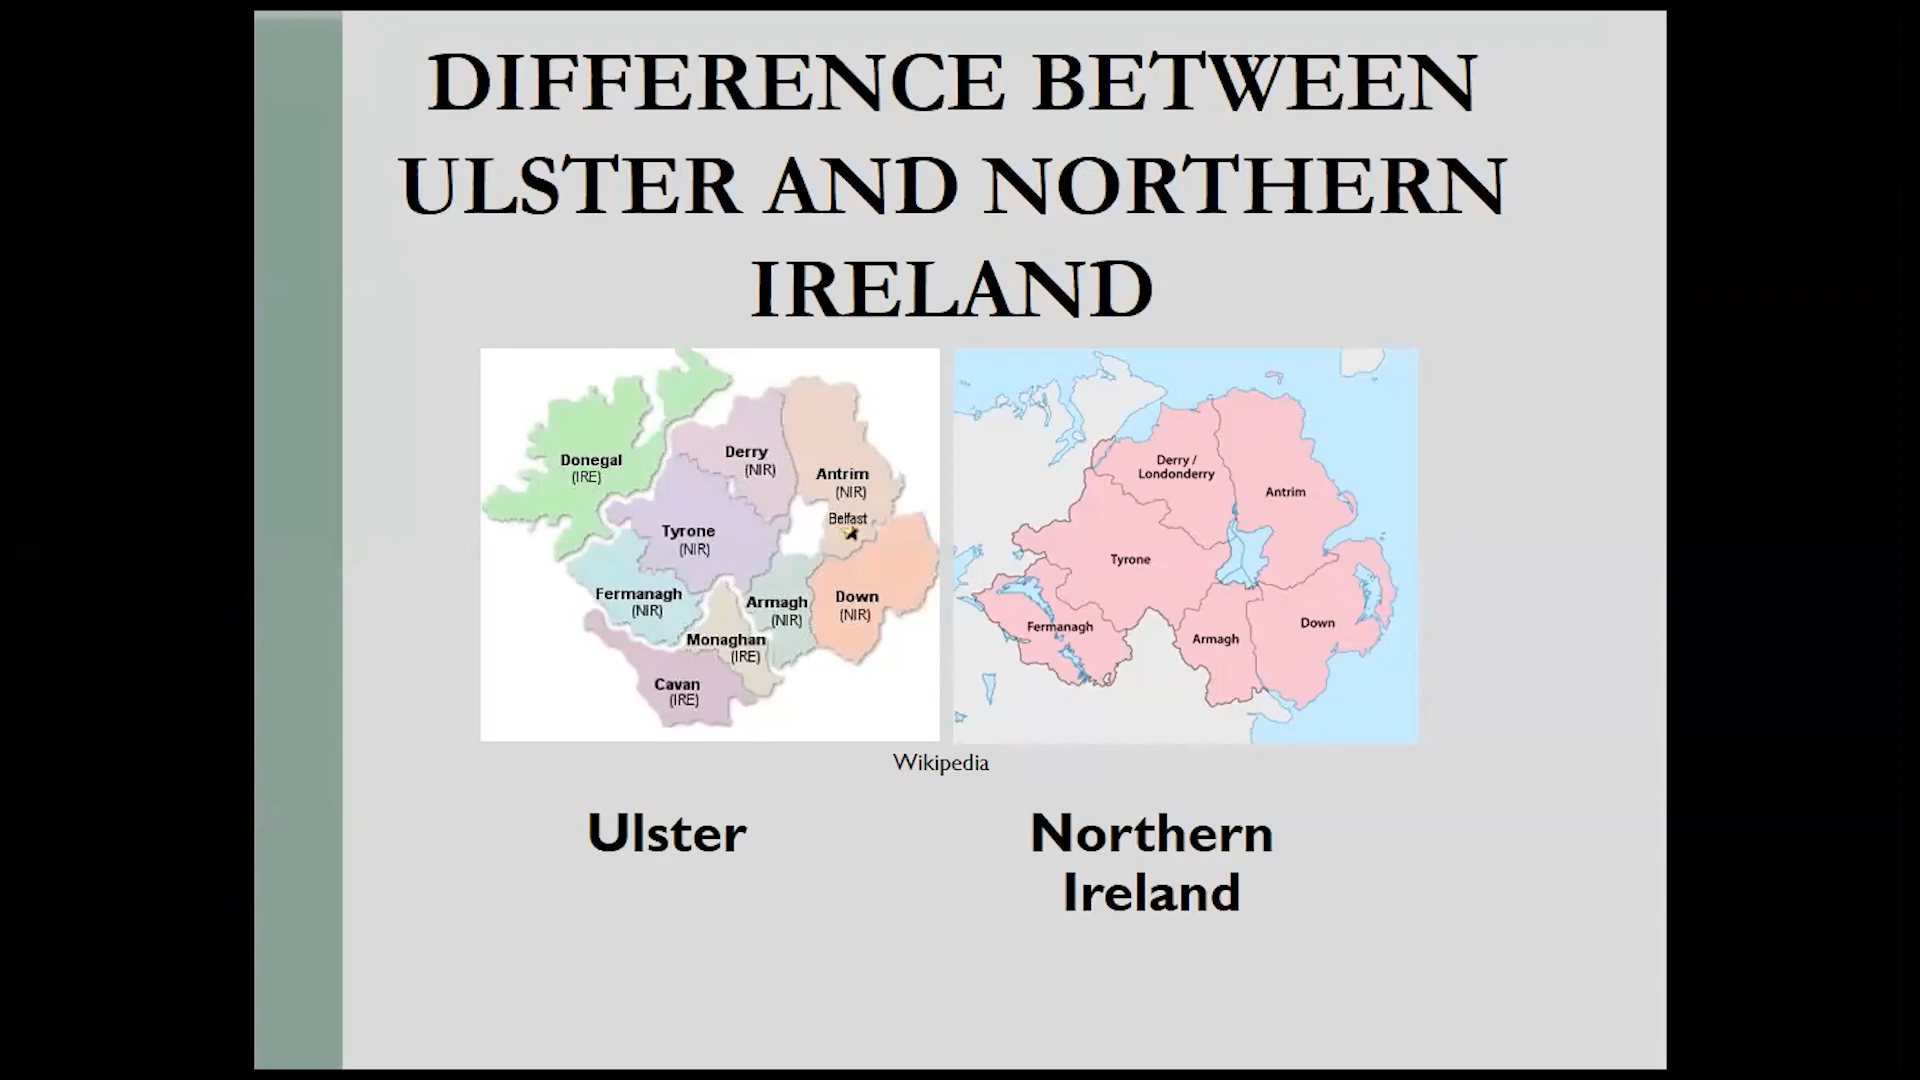 DIFFERENCE BETWEEN
ULSTER AND NORTHERN
IRELAND
Donegal
(IRE)
Derry
(NIR)
Antrim
(NIR)
Belfast
Tyrone
(NIR)
Fermanagh
(NIR)
Armagh
(NIR)
Down
(NIR)
Monaghan
(IRE)
Cavan
(IRE)
Derry /
Londonderry
Antrim
Tyrone
Fermanagh
Armagh
Down
Wikipedia
Ulster
Northern
Ireland